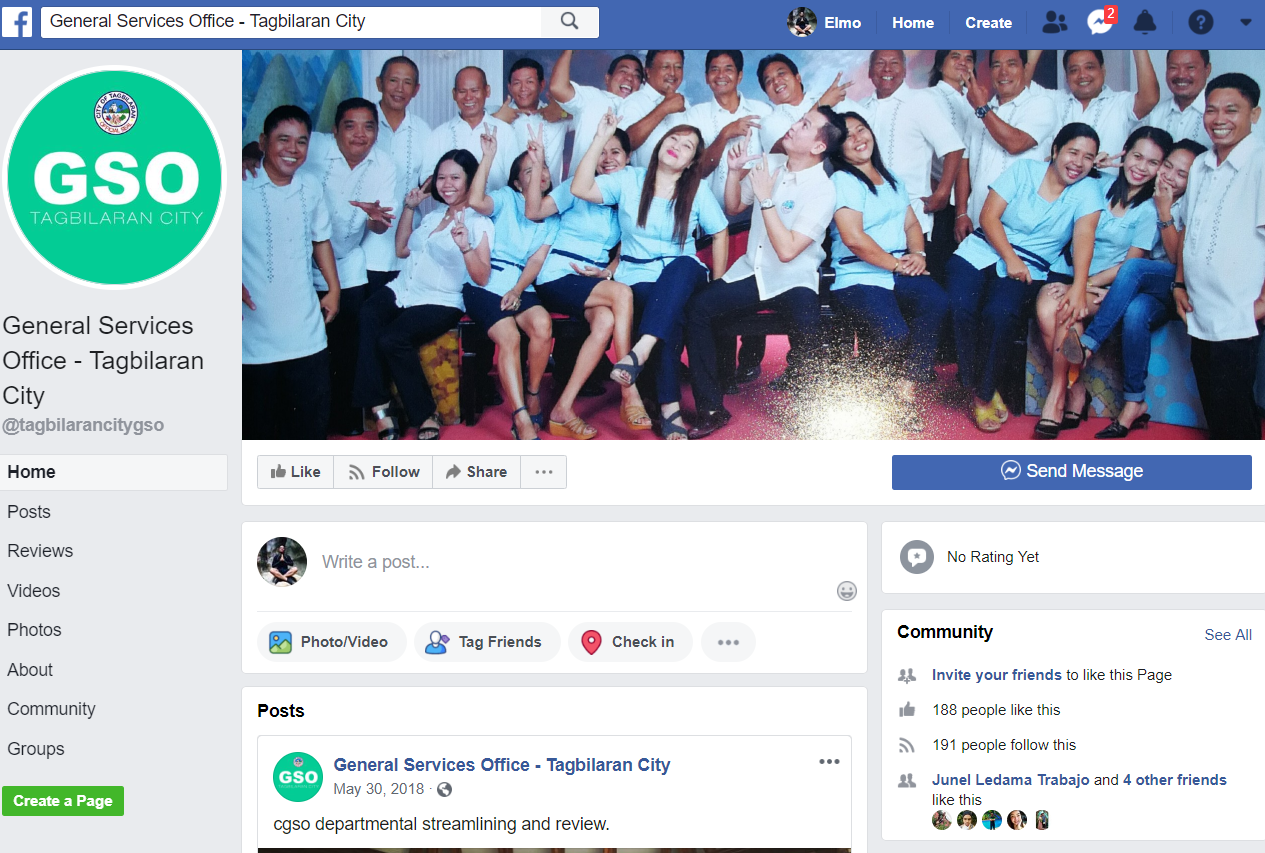 General Services Office - Tagbilaran City
Elmo
Home
Create
2
CITY OF TAGBILARAN
OFFICIAL SEAL
GSO
TAGBILARAN CITY
General Services
Office - Tagbilaran
City
@tagbilarancitygso
Home
Posts
Reviews
Videos
Photos
About
Community
Groups
Create a Page
Like
Follow
Share
Send Message
Write a post...
Photo/Video
Tag Friends
Check in
Posts
GSO
General Services Office - Tagbilaran City
May 30, 2018 ·
cgso departmental streamlining and review.
No Rating Yet
Community
See All
Invite your friends to like this Page
188 people like this
191 people follow this
Junel Ledama Trabajo and 4 other friends
like this